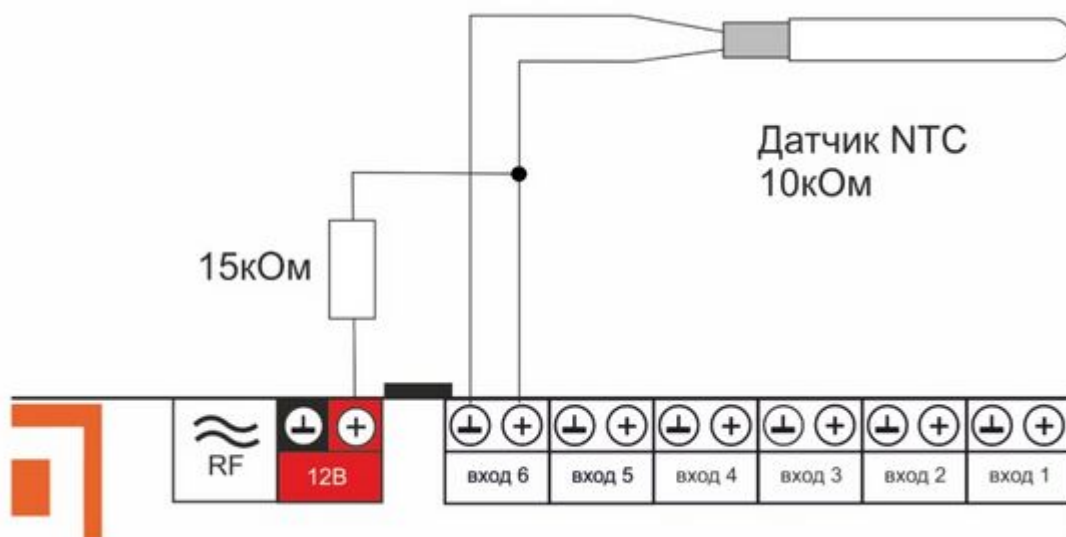 Датчик NTC
10кОм
15кОм
RF
12В
вход 6
вход 5
вход 4
вход 3
вход 2
вход 1